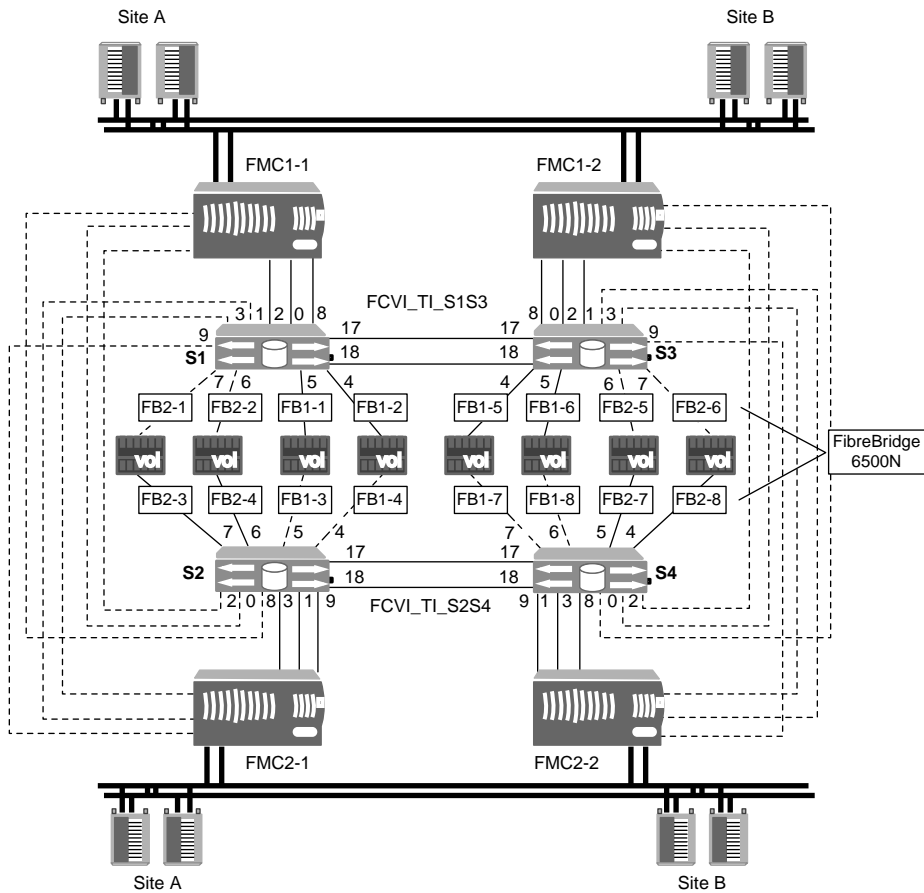 Site A
Site B
FMC1-1
FMC1-2
FCVI_TI_S1S3
3 1 2 0 8
8 0 2 1 3
9
17
17
9
S1
18
18
S3
7 6 5 4
4 5 6 7
FB2-1 FB2-2 FB1-1 FB1-2
FB1-5 FB1-6 FB2-5 FB2-6
vol vol vol vol
vol vol vol vol
FibreBridge
6500N
FB2-3 FB2-4 FB1-3 FB1-4
FB1-7 FB1-8 FB2-7 FB2-8
7 6 5 4
7 6 5 4
17
17
S2
18
18
S4
2 0 8 3 1 9
FCVI_TI_S2S4
9 1 3 8 0 2
FMC2-1
FMC2-2
Site A
Site B